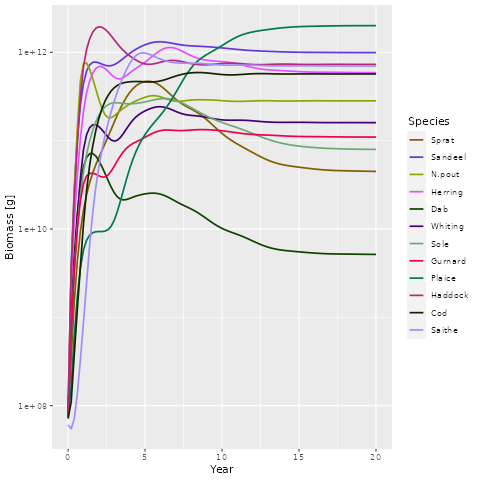 1e+12
1e+10
1e+08
Biomass [g]
0
5
10
15
20
Year
Species
Sprat
Sandeel
N.pout
Herring
Dab
Whiting
Sole
Gurnard
Plaice
Haddock
Cod
Saithe